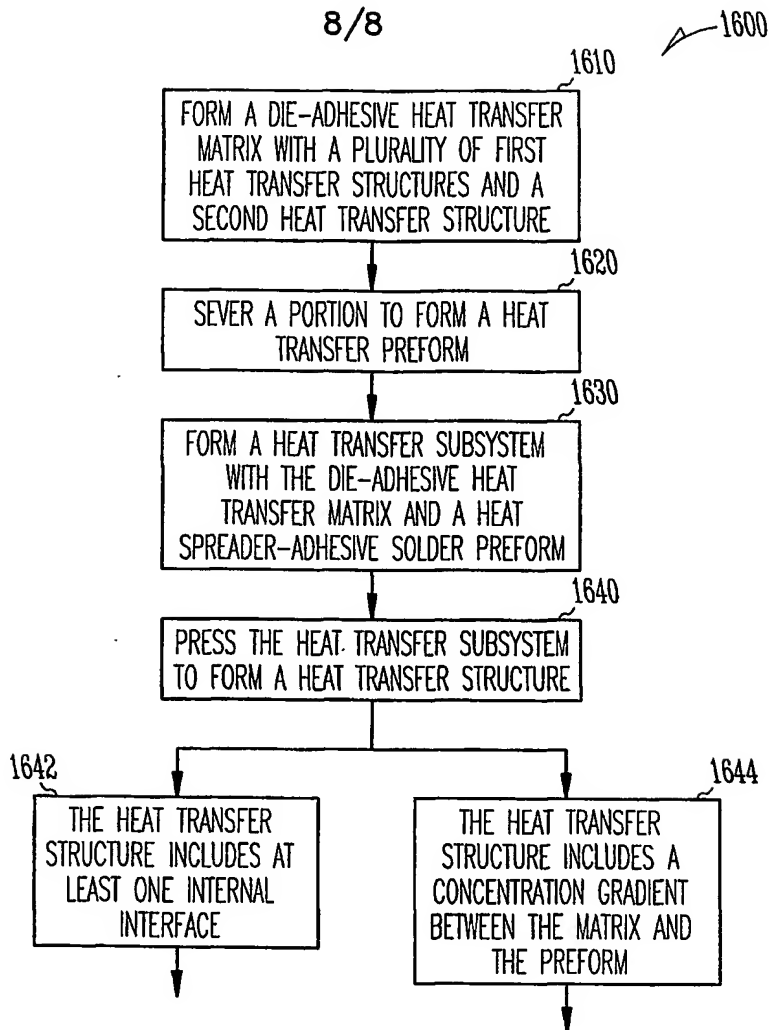 8/8
1600
1610
FORM A DIE-ADHESIVE HEAT TRANSFER
MATRIX WITH A PLURALITY OF FIRST
HEAT TRANSFER STRUCTURES AND A
SECOND HEAT TRANSFER STRUCTURE
1620
SEVER A PORTION TO FORM A HEAT
TRANSFER PREFORM
1630
FORM A HEAT TRANSFER SUBSYSTEM
WITH THE DIE-ADHESIVE HEAT
TRANSFER MATRIX AND A HEAT
SPREADER-ADHESIVE SOLDER PREFORM
1640
PRESS THE HEAT TRANSFER SUBSYSTEM
TO FORM A HEAT TRANSFER STRUCTURE
1642
THE HEAT TRANSFER
STRUCTURE INCLUDES AT
LEAST ONE INTERNAL
INTERFACE
1644
THE HEAT TRANSFER
STRUCTURE INCLUDES A
CONCENTRATION GRADIENT
BETWEEN THE MATRIX AND
THE PREFORM